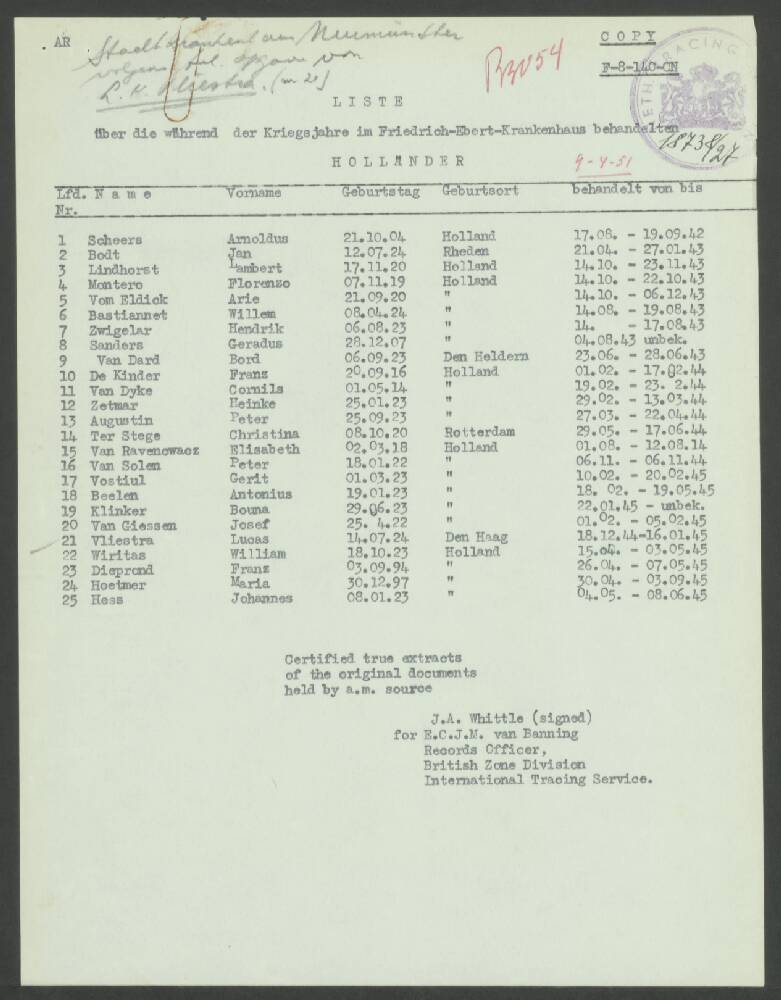 AR
Stadtkrankenhaus Neumünster
volgens tel. opgave van
L. K. Vliestra. (nr 21)
COPY
F-8-140-CN
LISTE
über die während der Kriegsjahre im Friedrich-Ebert-Krankenhaus behandelten
18738/27
HOLLÄNDER
9-4-51
Lfd. Name Vorname Geburtstag Geburtsort behandelt von bis
Nr.
1 Scheers Arnoldus 21.10.04 Holland 17.08. - 19.09.42
2 Bodt Jan 12.07.24 Rheden 21.04. - 27.01.43
3 Lindhorst Lambert 17.11.20 Holland 14.10. - 23.11.43
4 Montero Florenzo 07.11.19 Holland 14.10. - 22.10.43
5 Vom Eldick Arie 21.09.20 " 14.10. - 06.12.43
6 Bastiannet Willem 08.04.24 " 14.08. - 19.08.43
7 Zwigelar Hendrik 06.08.23 " 14. - 17.08.43
8 Sanders Geradus 28.12.07 " 04.08.43 unbek.
9 Van Dard Bord 06.09.23 Den Heldern 23.06. - 28.06.43
10 De Kinder Franz 20.09.16 Holland 01.02. - 17.02.44
11 Van Dyke Cornils 01.05.14 " 19.02. - 23. 2.44
12 Zetmar Heinke 25.01.23 " 29.02. - 13.03.44
13 Augustin Peter 25.09.23 " 27.03. - 22.04.44
14 Ter Stege Christina 08.10.20 Rotterdam 29.05. - 17.06.44
15 Van Ravenowacz Elisabeth 02.03.18 Holland 01.08. - 12.08.14
16 Van Solen Peter 18.01.22 " 06.11. - 06.11.44
17 Vostiul Gerit 01.03.23 " 10.02. - 20.02.45
18 Beelen Antonius 19.01.23 " 18. 02. - 19.05.45
19 Klinker Bouna 29.06.23 " 22.01.45 - unbek.
20 Van Giessen Josef 25. 4.22 " 01.02. - 05.02.45
21 Vliestra Lucas 14.07.24 Den Haag 18.12.44-16.01.45
22 Wiritas William 18.10.23 Holland 15.04. - 03.05.45
23 Dieprond Franz 03.09.94 " 26.04. - 07.05.45
24 Hoetmer Maria 30.12.97 " 30.04. - 03.09.45
25 Hess Johannes 08.01.23 " 04.05. - 08.06.45
Certified true extracts
of the original documents
held by a.m. source
J.A. Whittle (signed)
for E.C.J.M. van Banning
Records Officer,
British Zone Division
International Tracing Service.